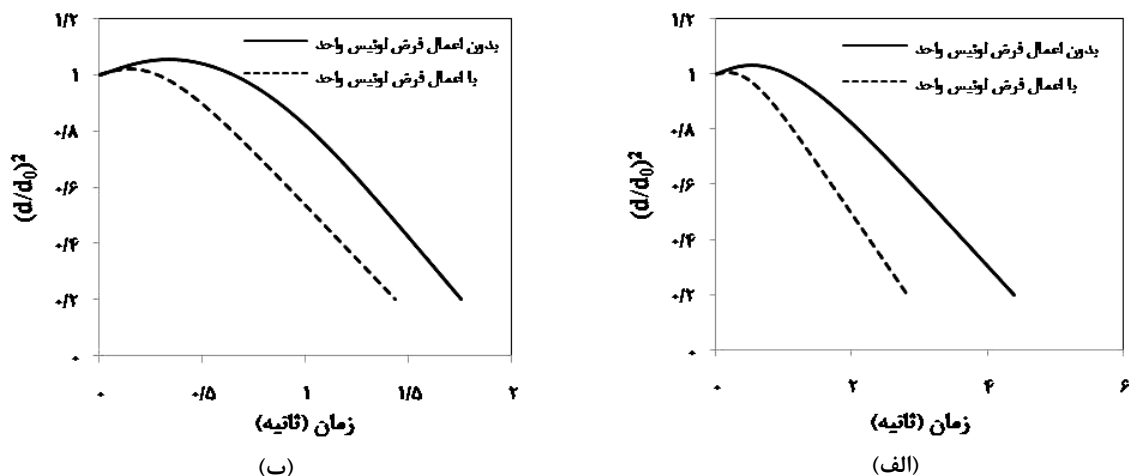 بدون اعمال فرض لوئیس واحد
با اعمال فرض لوئیس واحد
۱/۲
۱
۰/۸
۰/۶
۰/۴
۰/۲
۰
(d/d₀)²
۰ ۲ ۴ ۶
زمان (ثانیه)
(الف)
بدون اعمال فرض لوئیس واحد
با اعمال فرض لوئیس واحد
۱/۲
۱
۰/۸
۰/۶
۰/۴
۰/۲
۰
(d/d₀)²
۰ ۰/۵ ۱ ۱/۵ ۲
زمان (ثانیه)
(ب)